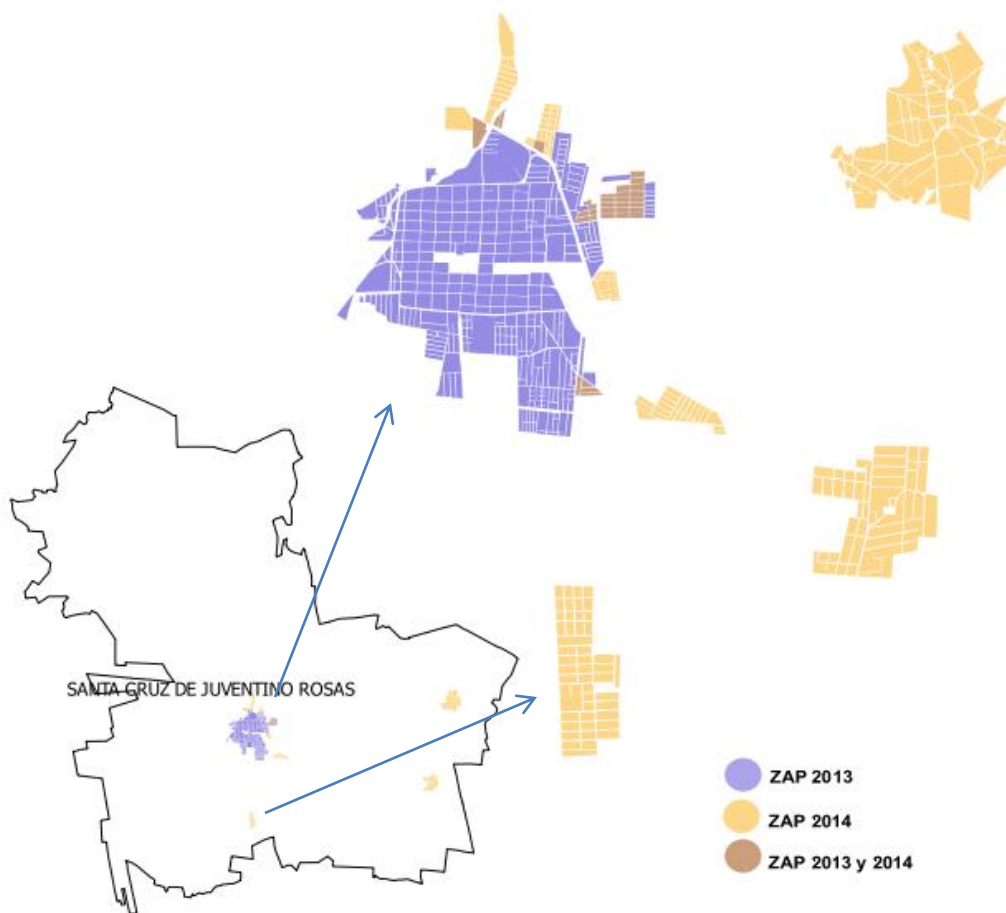 SANTA CRUZ DE JUVENTINO ROSAS
ZAP 2013
ZAP 2014
ZAP 2013 y 2014